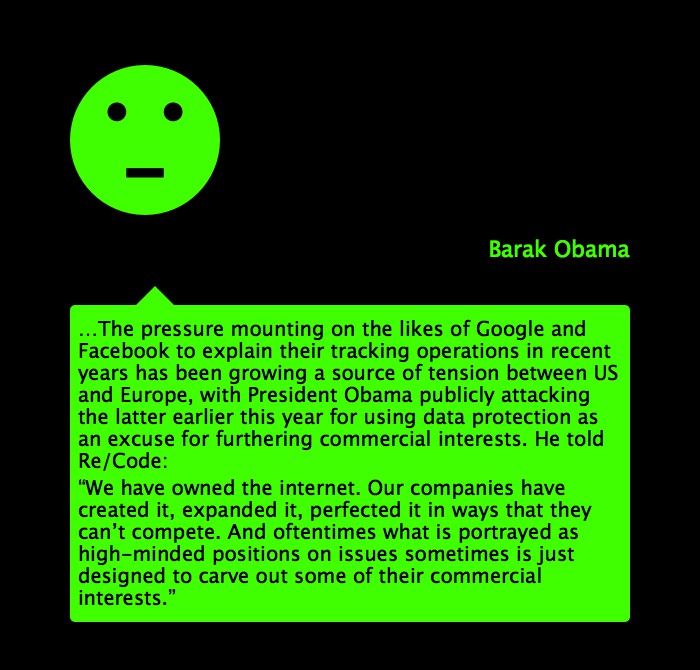 Barak Obama
...The pressure mounting on the likes of Google and
Facebook to explain their tracking operations in recent
years has been growing a source of tension between US
and Europe, with President Obama publicly attacking
the latter earlier this year for using data protection as
an excuse for furthering commercial interests. He told
Re/Code:
“We have owned the internet. Our companies have
created it, expanded it, perfected it in ways that they
can’t compete. And oftentimes what is portrayed as
high-minded positions on issues sometimes is just
designed to carve out some of their commercial
interests.”